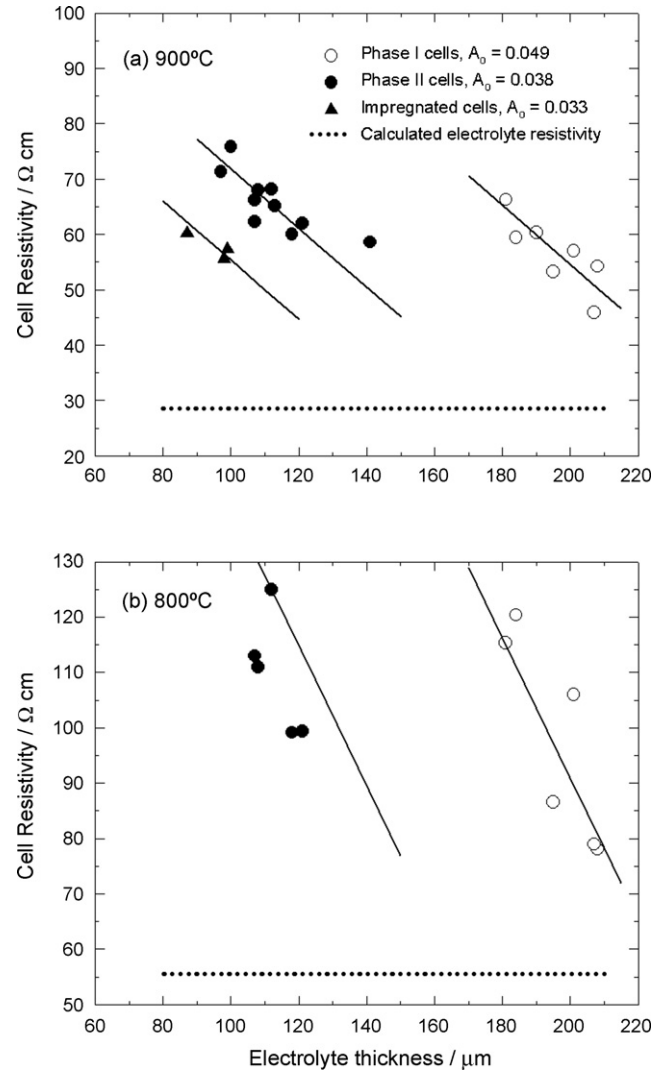 100
90
80
70
60
50
40
30
20
Cell Resistivity / Ω cm
(a) 900ºC
Phase I cells, A₀ = 0.049
Phase II cells, A₀ = 0.038
Impregnated cells, A₀ = 0.033
Calculated electrolyte resistivity
60 80 100 120 140 160 180 200 220
130
120
110
100
90
80
70
60
50
Cell Resistivity / Ω cm
(b) 800ºC
60 80 100 120 140 160 180 200 220
Electrolyte thickness / μm